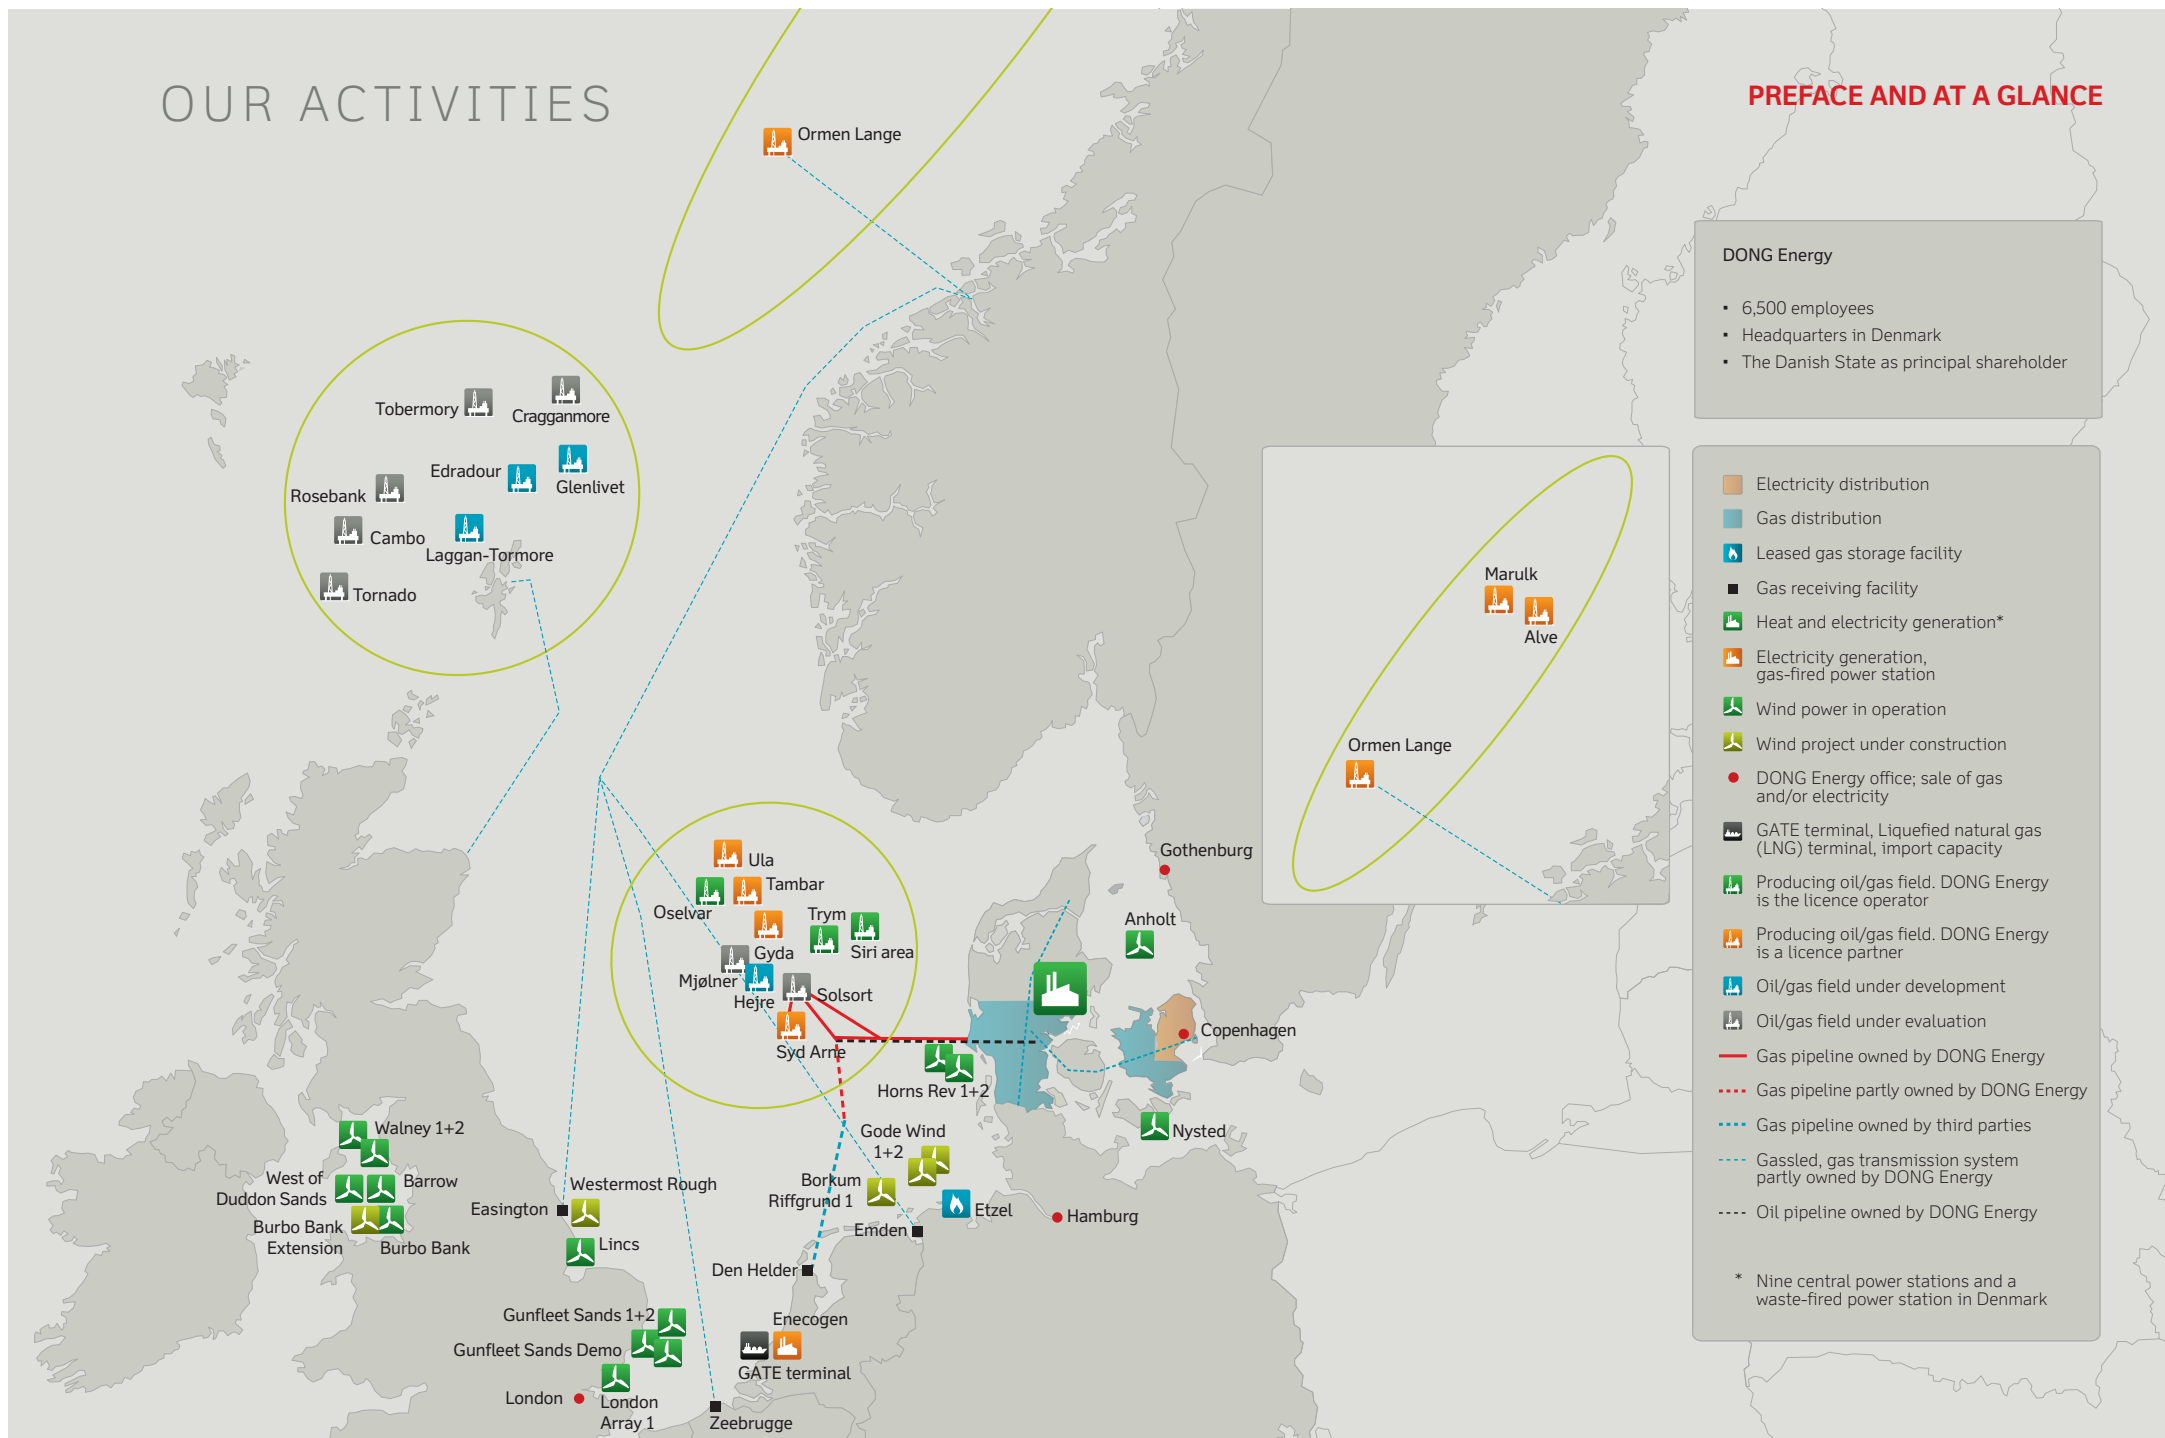 OUR ACTIVITIES
PREFACE AND AT A GLANCE
Ormen Lange
DONG Energy
▪ 6,500 employees
▪ Headquarters in Denmark
▪ The Danish State as principal shareholder
Tobermory
Cragganmore
Edradour
Glenlivet
Rosebank
Cambo
Laggan-Tormore
Tornado
Marulk
Alve
Ormen Lange
Electricity distribution
Gas distribution
Leased gas storage facility
Gas receiving facility
Heat and electricity generation*
Electricity generation,
gas-fired power station
Wind power in operation
Wind project under construction
DONG Energy office; sale of gas
and/or electricity
GATE terminal, Liquefied natural gas
(LNG) terminal, import capacity
Producing oil/gas field. DONG Energy
is the licence operator
Producing oil/gas field. DONG Energy
is a licence partner
Oil/gas field under development
Oil/gas field under evaluation
Gas pipeline owned by DONG Energy
Gas pipeline partly owned by DONG Energy
Gas pipeline owned by third parties
Gassled, gas transmission system
partly owned by DONG Energy
Oil pipeline owned by DONG Energy
* Nine central power stations and a
waste-fired power station in Denmark
Ula
Tambar
Oselvar
Trym
Gyda
Siri area
Mjølner
Hejre
Solsort
Syd Arne
Gothenburg
Anholt
Copenhagen
Horns Rev 1+2
Nysted
Gode Wind
1+2
Borkum
Riffgrund 1
Etzel
Hamburg
Emden
Den Helder
Walney 1+2
West of
Duddon Sands
Barrow
Burbo Bank
Extension
Burbo Bank
Westermost Rough
Easington
Lincs
Gunfleet Sands 1+2
Gunfleet Sands Demo
London
London
Array 1
Enecogen
GATE terminal
Zeebrugge